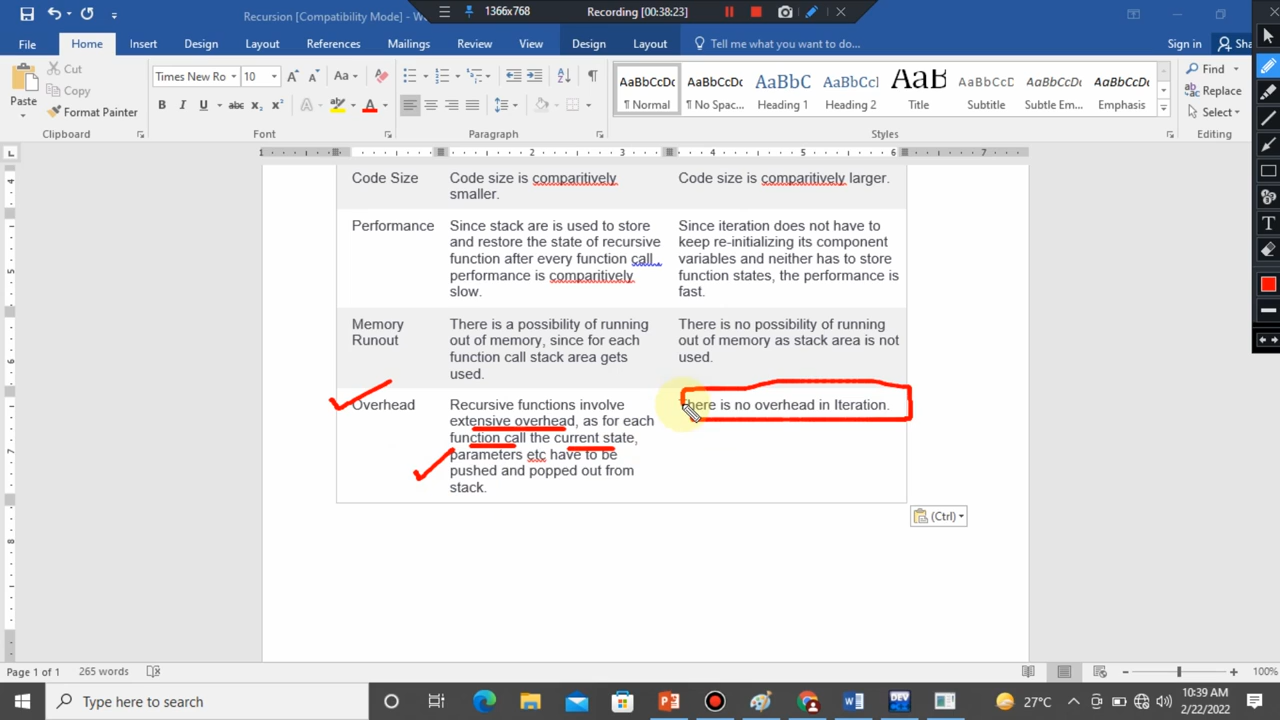 1366x768
Recording [00:38:23]
Recursion [Compatibility Mode] - W
File Home Insert Design Layout References Mailings Review View Design Layout Tell me what you want to do... Sign in Sha
Paste
Cut
Copy
Format Painter
Clipboard
Times New Ro 10
Font
Paragraph
AaBbCcDc AaBbCcDc AaBbC AaBbCcI AaB AaBbCcD AaBbCcDc AaBbCcDc
¶ Normal ¶ No Spac... Heading 1 Heading 2 Title Subtitle Subtle Em... Emphasis
Styles
Find
Replace
Select
Editing
1 2 3 4 5 6 7
Code Size
Code size is comparitively
smaller.
Code size is comparitively larger.
Performance
Since stack are is used to store
and restore the state of recursive
function after every function call.,
performance is comparitively
slow.
Since iteration does not have to
keep re-initializing its component
variables and neither has to store
function states, the performance is
fast.
Memory
Runout
There is a possibility of running
out of memory, since for each
function call stack area gets
used.
There is no possibility of running
out of memory as stack area is not
used.
Overhead
Recursive functions involve
extensive overhead, as for each
function call the current state,
parameters etc have to be
pushed and popped out from
stack.
There is no overhead in Iteration.
(Ctrl)
Page 1 of 1 265 words 100%
Type here to search
27°C
10:39 AM
2/22/2022